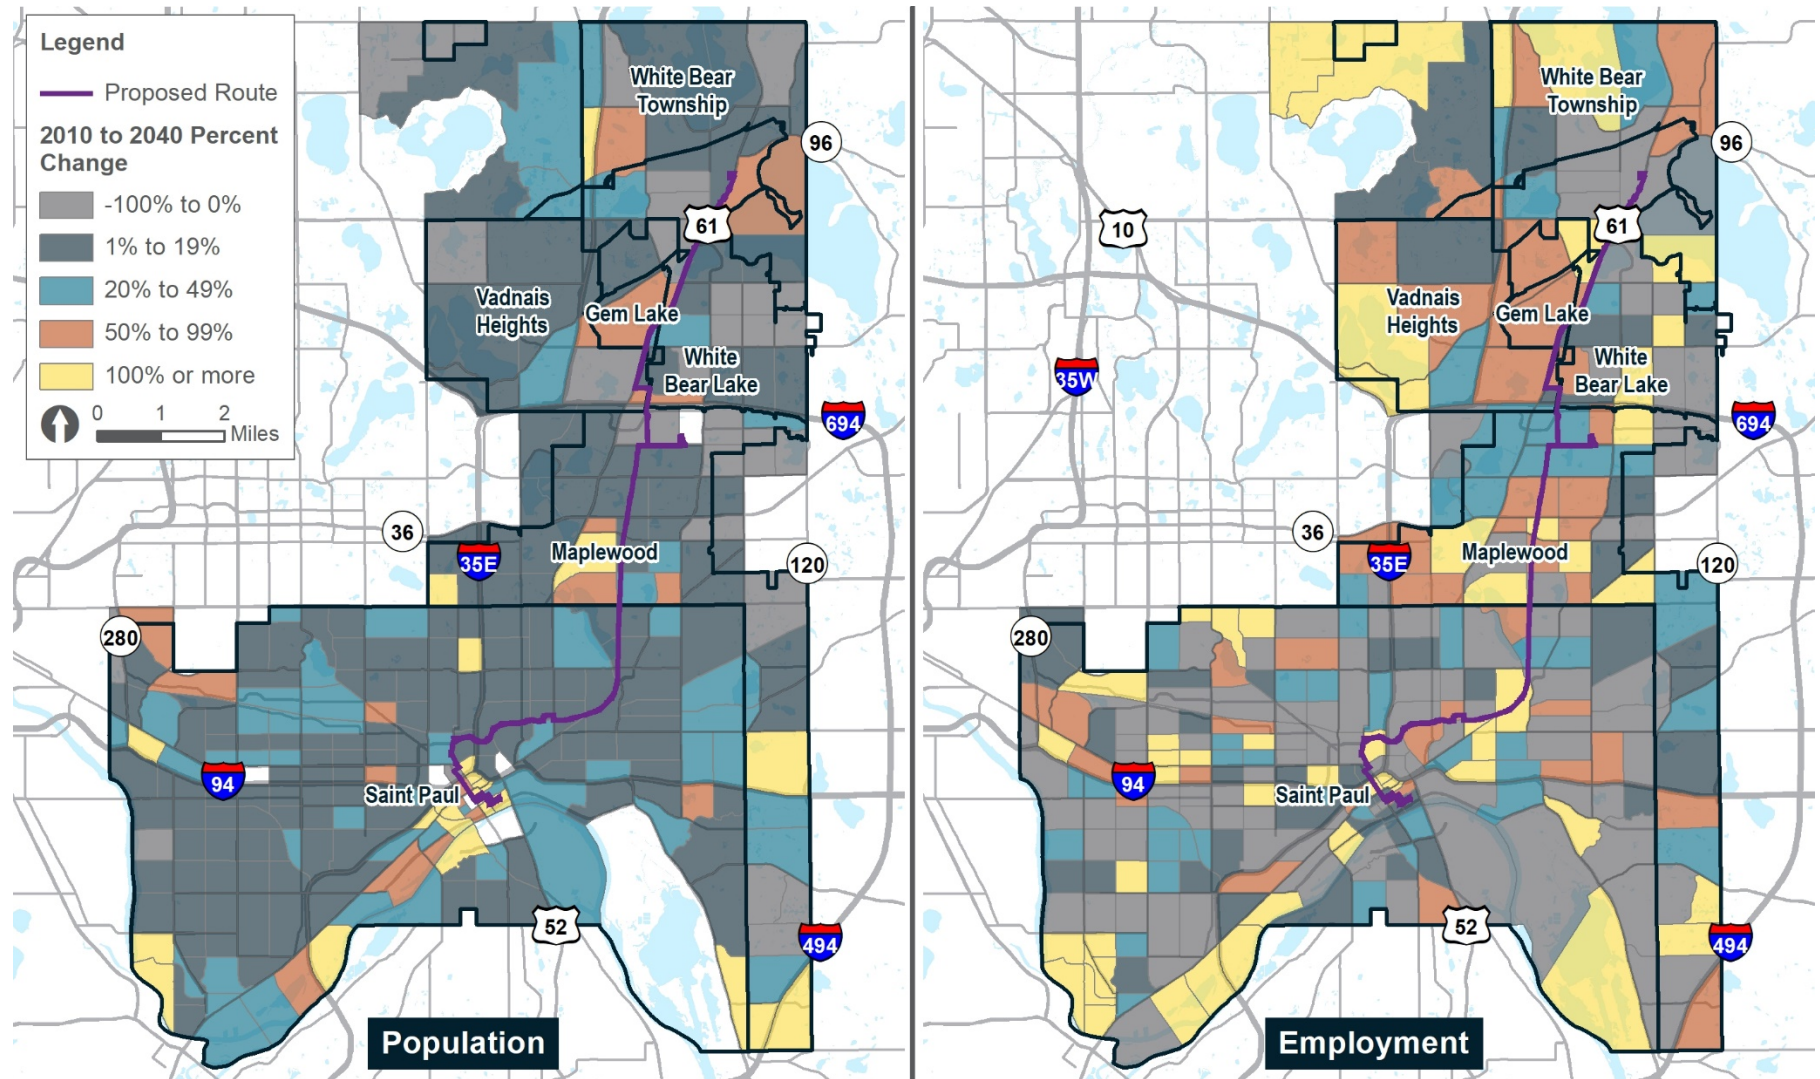 Legend
Proposed Route
2010 to 2040 Percent
Change
-100% to 0%
1% to 19%
20% to 49%
50% to 99%
100% or more
0 1 2
Miles
White Bear
Township
96
61
Vadnais
Heights
Gem Lake
White
Bear Lake
694
36
35E
Maplewood
120
280
94
Saint Paul
52
494
Population
White Bear
Township
96
10
61
Vadnais
Heights
Gem Lake
35W
White
Bear Lake
694
36
35E
Maplewood
120
280
94
Saint Paul
52
494
Employment